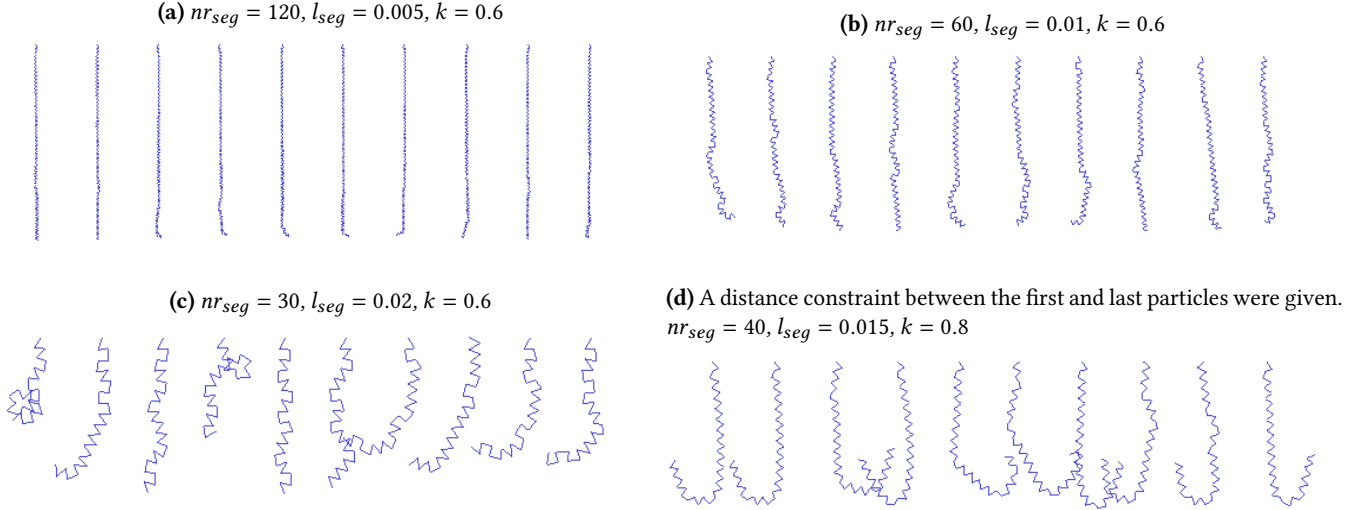 (a) nr_seg = 120, l_seg = 0.005, k = 0.6
(b) nr_seg = 60, l_seg = 0.01, k = 0.6
(c) nr_seg = 30, l_seg = 0.02, k = 0.6
(d) A distance constraint between the first and last particles were given.
nr_seg = 40, l_seg = 0.015, k = 0.8